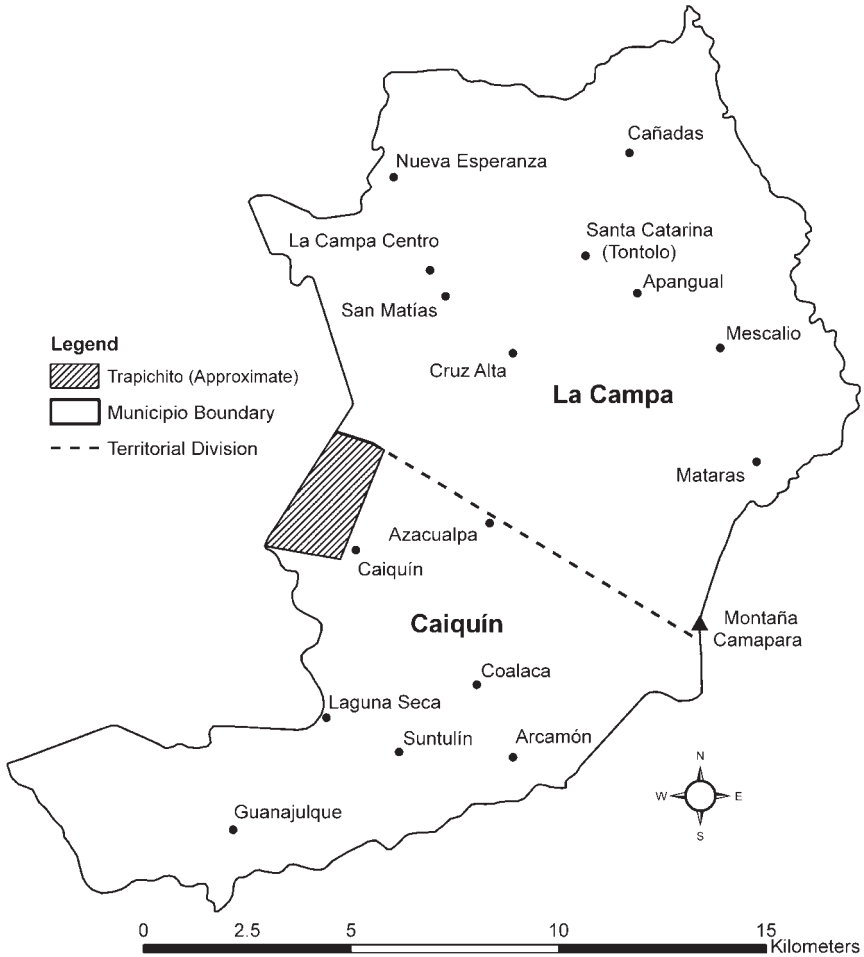 Cañadas
Nueva Esperanza
Santa Catarina
(Tontolo)
La Campa Centro
Apangual
San Matías
Mescalio
Legend
Trapichito (Approximate)
Municipio Boundary
Territorial Division
Cruz Alta
La Campa
Mataras
Azacualpa
Caiquín
Caiquín
Montaña
Camapara
Coalaca
Laguna Seca
Suntulín
Arcamón
Guanajulque
N
W
E
S
0
2.5
5
10
15
Kilometers